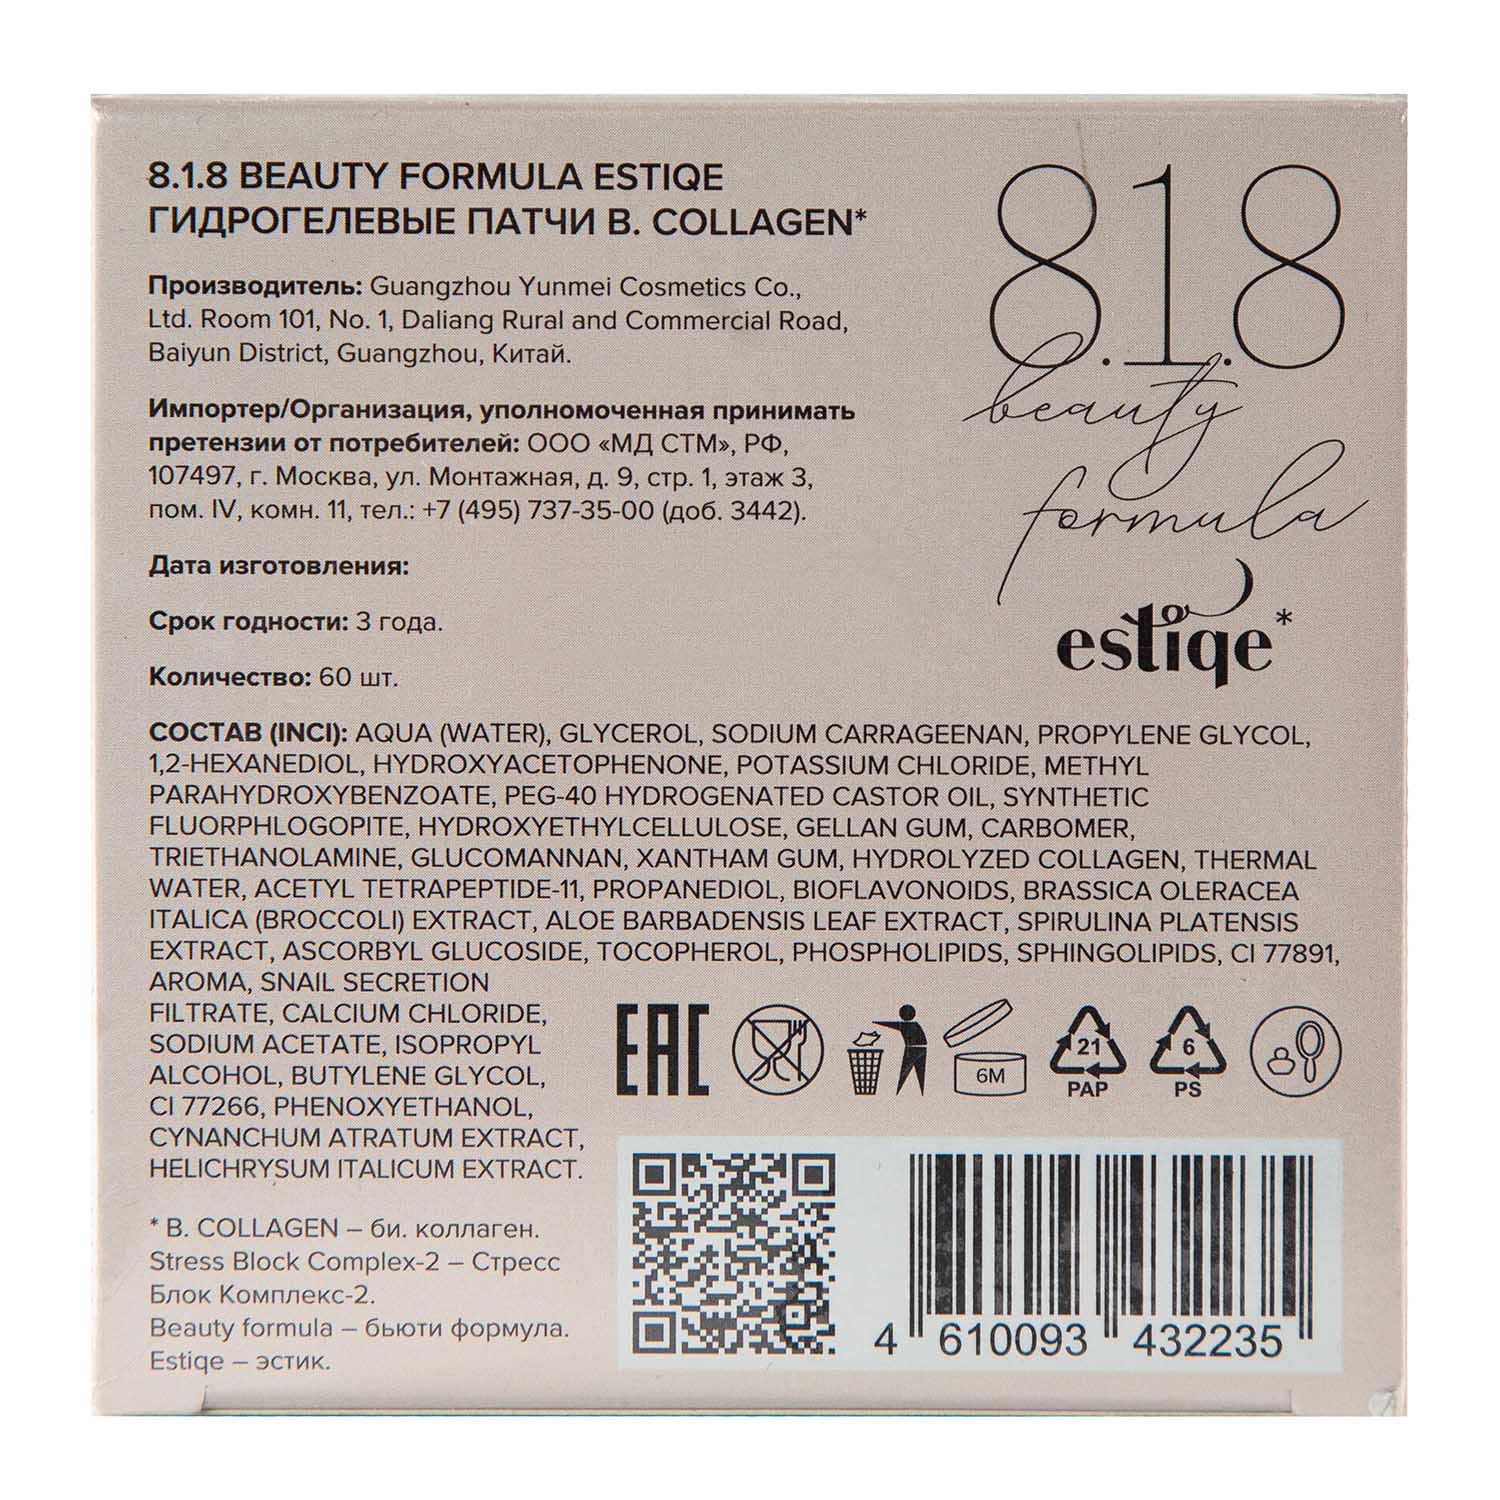 8.1.8 BEAUTY FORMULA ESTIQE
ГИДРОГЕЛЕВЫЕ ПАТЧИ B. COLLAGEN*
Производитель: Guangzhou Yunmei Cosmetics Co.,
Ltd. Room 101, No. 1, Daliang Rural and Commercial Road,
Baiyun District, Guangzhou, Китай.
Импортер/Организация, уполномоченная принимать
претензии от потребителей: ООО «МД СТМ», РФ,
107497, г. Москва, ул. Монтажная, д. 9, стр. 1, этаж 3,
пом. IV, комн. 11, тел.: +7 (495) 737-35-00 (доб. 3442).
Дата изготовления:
Срок годности: 3 года.
Количество: 60 шт.
8.1.8
beauty
formula
estiqe*
СОСТАВ (INCI): AQUA (WATER), GLYCEROL, SODIUM CARRAGEENAN, PROPYLENE GLYCOL,
1,2-HEXANEDIOL, HYDROXYACETOPHENONE, POTASSIUM CHLORIDE, METHYL
PARAHYDROXYBENZOATE, PEG-40 HYDROGENATED CASTOR OIL, SYNTHETIC
FLUORPHLOGOPITE, HYDROXYETHYLCELLULOSE, GELLAN GUM, CARBOMER,
TRIETHANOLAMINE, GLUCOMANNAN, XANTHAM GUM, HYDROLYZED COLLAGEN, THERMAL
WATER, ACETYL TETRAPEPTIDE-11, PROPANEDIOL, BIOFLAVONOIDS, BRASSICA OLERACEA
ITALICA (BROCCOLI) EXTRACT, ALOE BARBADENSIS LEAF EXTRACT, SPIRULINA PLATENSIS
EXTRACT, ASCORBYL GLUCOSIDE, TOCOPHEROL, PHOSPHOLIPIDS, SPHINGOLIPIDS, CI 77891,
AROMA, SNAIL SECRETION
FILTRATE, CALCIUM CHLORIDE,
SODIUM ACETATE, ISOPROPYL
ALCOHOL, BUTYLENE GLYCOL,
CI 77266, PHENOXYETHANOL,
CYNANCHUM ATRATUM EXTRACT,
HELICHRYSUM ITALICUM EXTRACT.
* B. COLLAGEN – би. коллаген.
Stress Block Complex-2 – Стресс
Блок Комплекс-2.
Beauty formula – бьюти формула.
Estiqe – эстик.
EAC
6M
21
PAP
6
PS
4 610093 432235